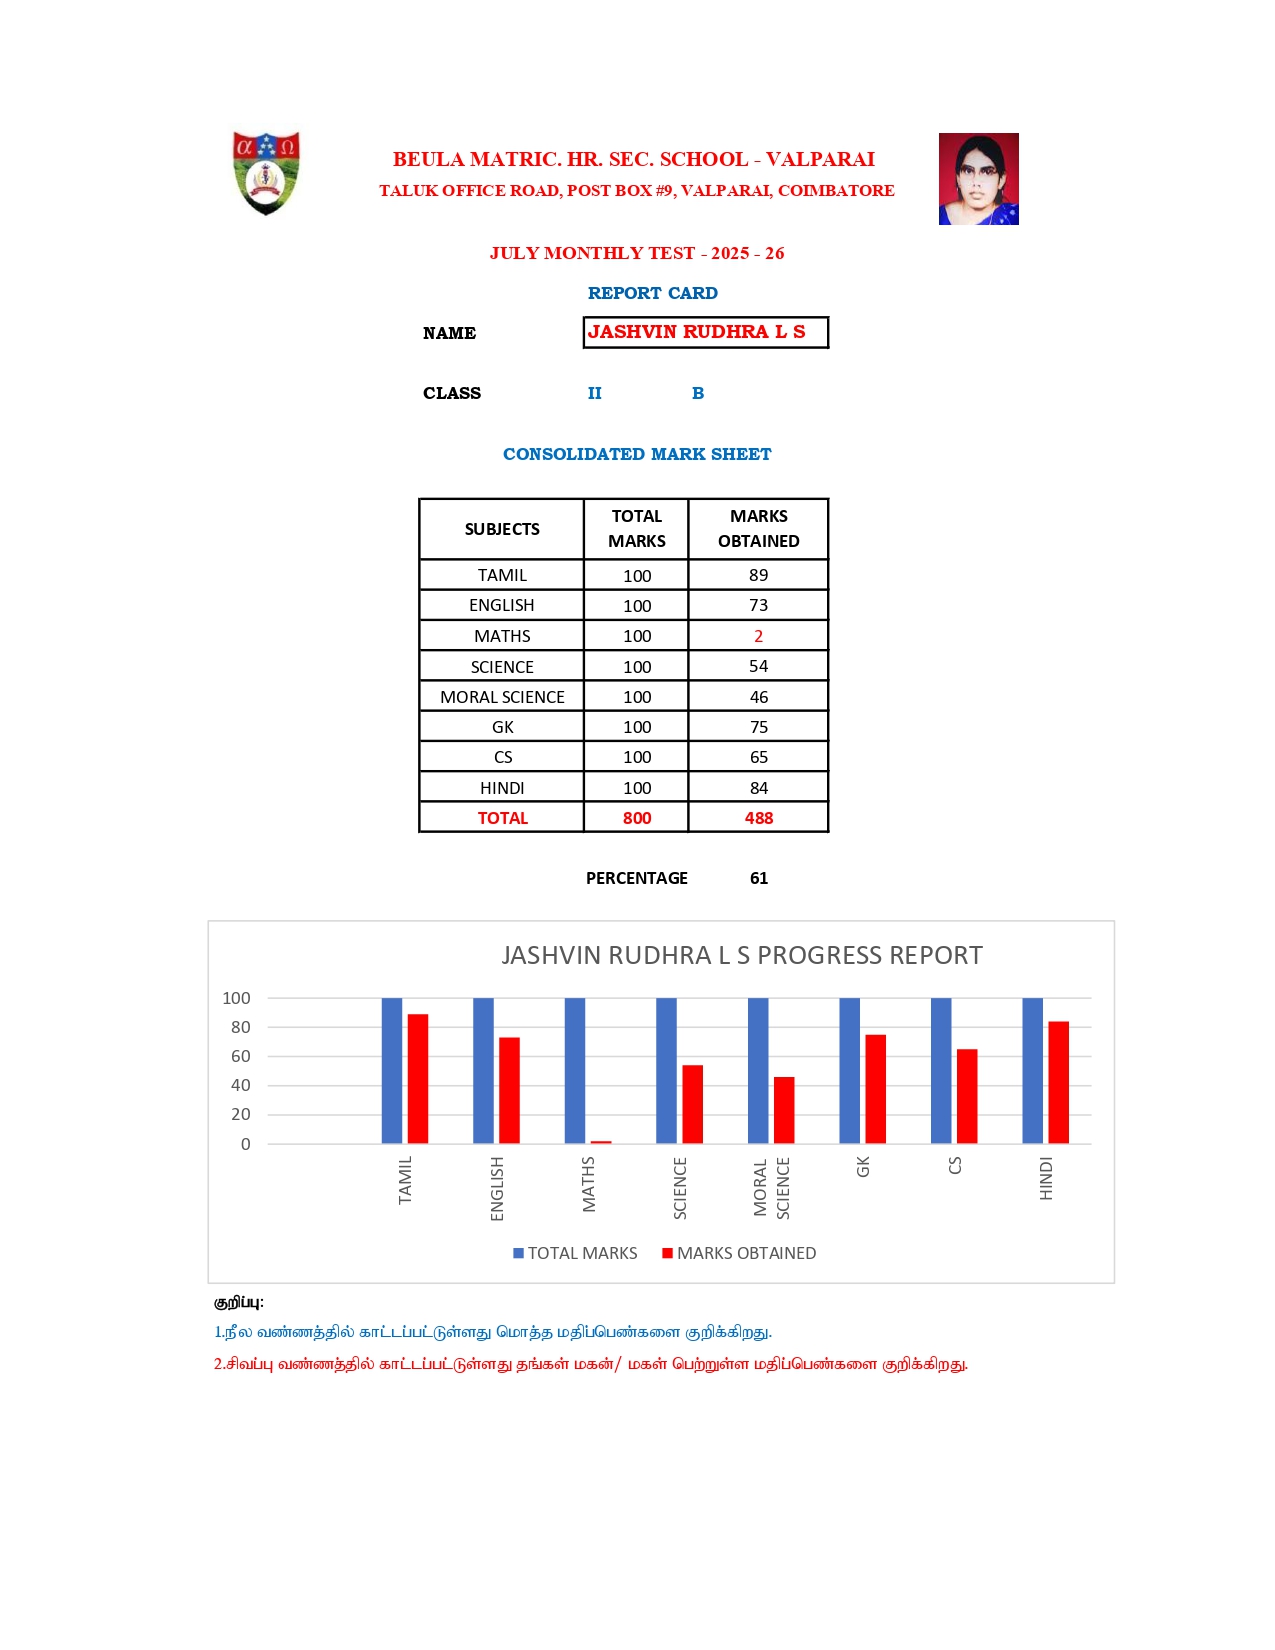 α Ω
BEULA MATRIC. HR. SEC. SCHOOL - VALPARAI
TALUK OFFICE ROAD, POST BOX #9, VALPARAI, COIMBATORE
JULY MONTHLY TEST - 2025 - 26
REPORT CARD
NAME JASHVIN RUDHRA L S
CLASS II B
CONSOLIDATED MARK SHEET
SUBJECTS TOTAL MARKS MARKS OBTAINED
TAMIL 100 89
ENGLISH 100 73
MATHS 100 2
SCIENCE 100 54
MORAL SCIENCE 100 46
GK 100 75
CS 100 65
HINDI 100 84
TOTAL 800 488
PERCENTAGE 61
JASHVIN RUDHRA L S PROGRESS REPORT
100
80
60
40
20
0
TAMIL ENGLISH MATHS SCIENCE MORAL SCIENCE GK CS HINDI
TOTAL MARKS MARKS OBTAINED
குறிப்பு:
1.நீல வண்ணத்தில் காட்டப்பட்டுள்ளது மொத்த மதிப்பெண்களை குறிக்கிறது.
2.சிவப்பு வண்ணத்தில் காட்டப்பட்டுள்ளது தங்கள் மகன்/ மகள் பெற்றுள்ள மதிப்பெண்களை குறிக்கிறது.